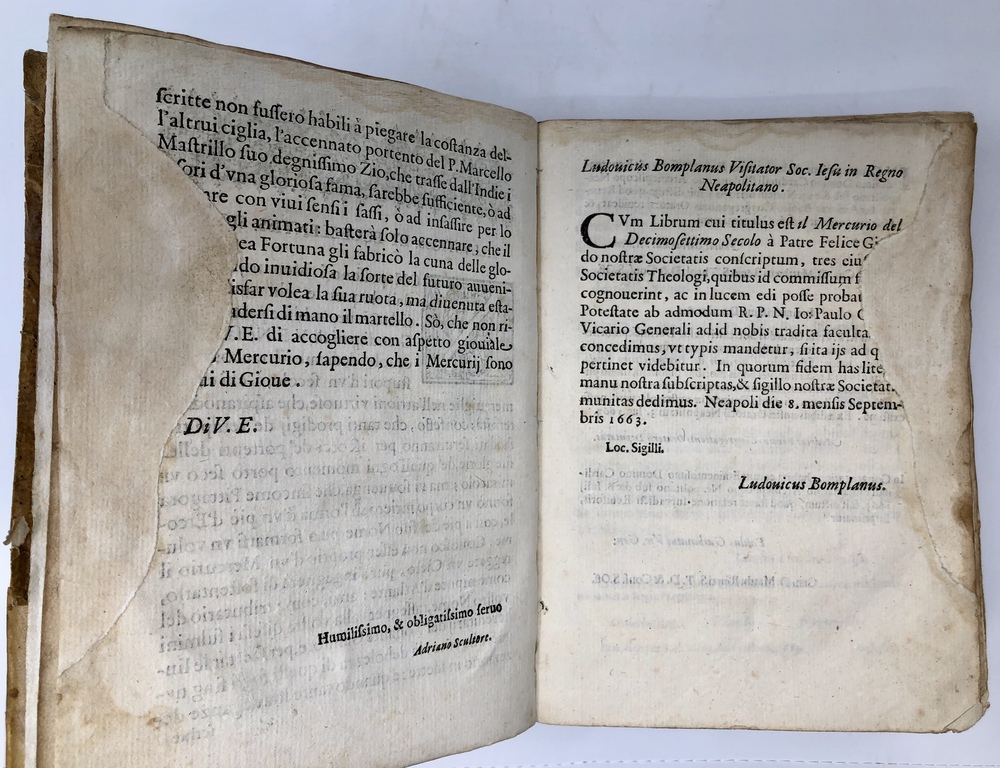 ſcritte non fuſſero habili à piegare la coſtanza del-
l'altrui ciglia, l'accennato portento del P. Marcello
Maſtrillo ſuo degniſſimo Zio, che traſſe dall'Indie i
ſori d'vna glorioſa fama, ſarebbe ſufficiente, ò ad
re con viui ſenſi i ſaſſi, ò ad inſaſſire per lo
gli animati: baſterà ſolo accennare, che il
ea Fortuna gli fabricò la cuna delle glo-
do inuidioſa la ſorte del futuro auueni-
isfar volea la ſua ruota, ma diuenuta eſta-
derſi di mano il martello. Sò, che non ri-
V. E. di accogliere con aſpetto giouiale
Mercurio, ſapendo, che i Mercurij ſono
ui di Gioue.
Di V. E.
Humiliſſimo, & obligatiſſimo ſeruo
Adriano Scultore.
Ludouicus Bomplanus Viſitator Soc. Ieſu in Regno
Neapolitano.
CVm Librum cui titulus eſt il Mercurio del
Decimoſettimo Secolo à Patre Felice G
do noſtræ Societatis conſcriptum, tres eiu
Societatis Theologi, quibus id commiſſum f
cognouerint, ac in lucem edi poſſe proba
Poteſtate ab admodum R. P. N. Io: Paulo
Vicario Generali ad id nobis tradita faculta
concedimus, vt typis mandetur, ſi ita ijs ad q
pertinet videbitur. In quorum fidem has lite
manu noſtra ſubſcriptas, & ſigillo noſtræ Societat.
munitas dedimus. Neapoli die 8. menſis Septem-
bris 1663.
Loc. Sigilli.
Ludouicus Bomplanus.